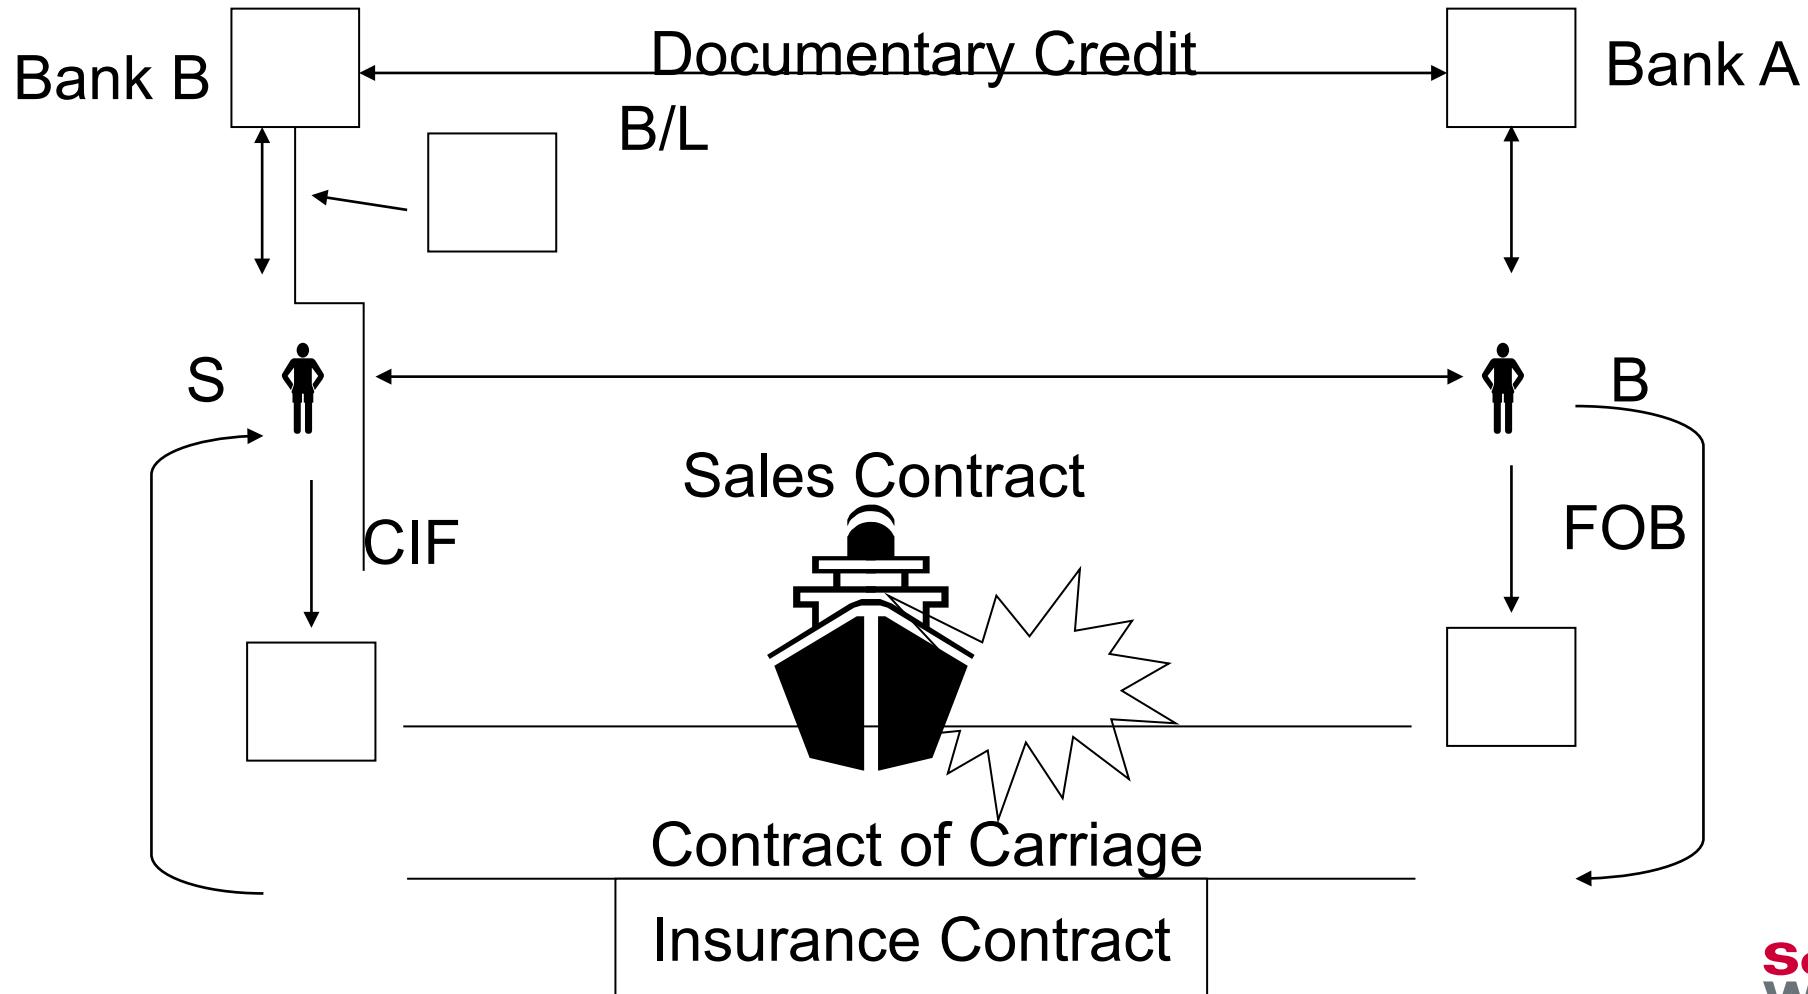 Documentary Credit
Bank B
Bank A
B/L
S
B
Sales Contract
CIF
FOB
Contract of Carriage
Insurance Contract